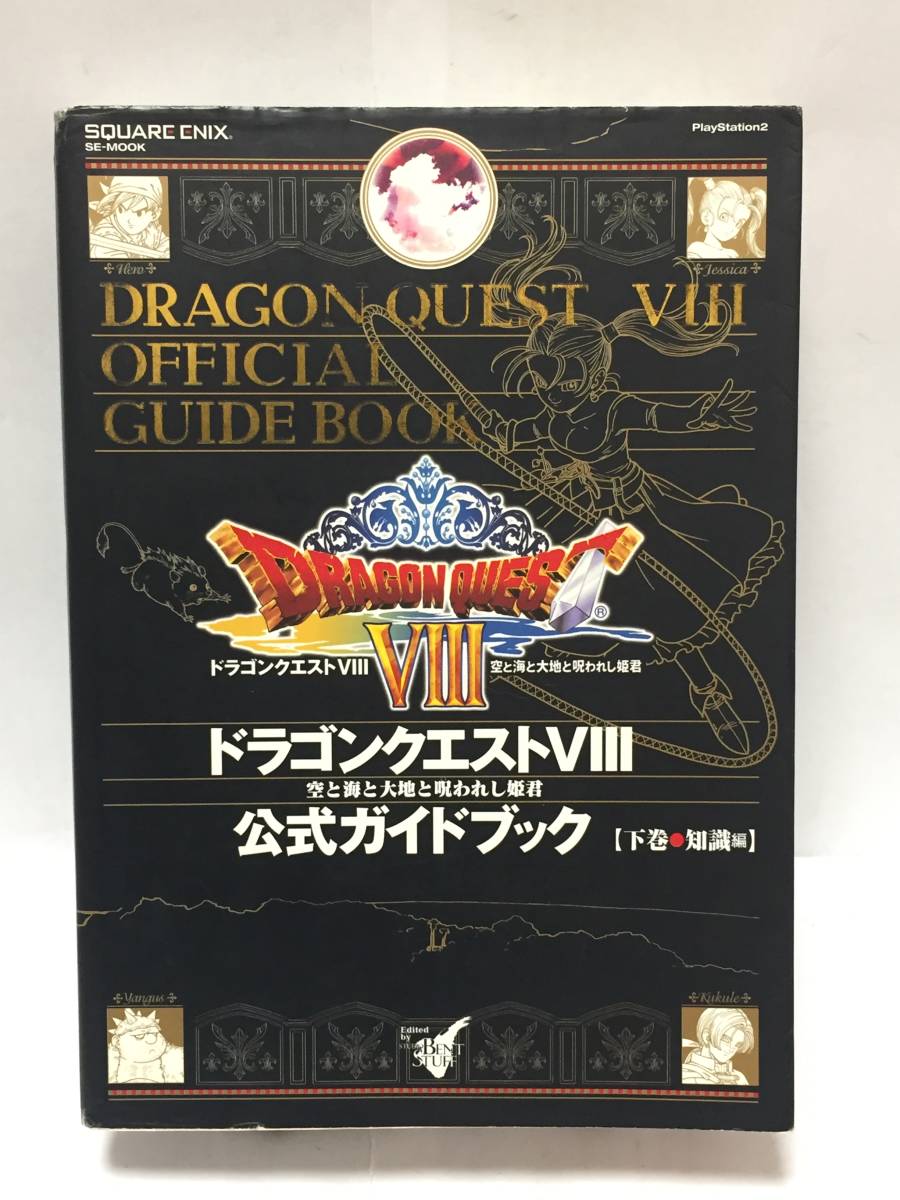 SQUARE ENIX
SE-MOOK
PlayStation2
Hero
Jessica
DRAGON QUEST VIII
OFFICIAL
GUIDE BOOK
DRAGON QUEST
®
VIII
ドラゴンクエストVIII
空と海と大地と呪われし姫君
ドラゴンクエストVIII
空と海と大地と呪われし姫君
公式ガイドブック
【下巻●知識編】
Yangus
Kukule
Edited
by
STUDIO BENT
STUFF